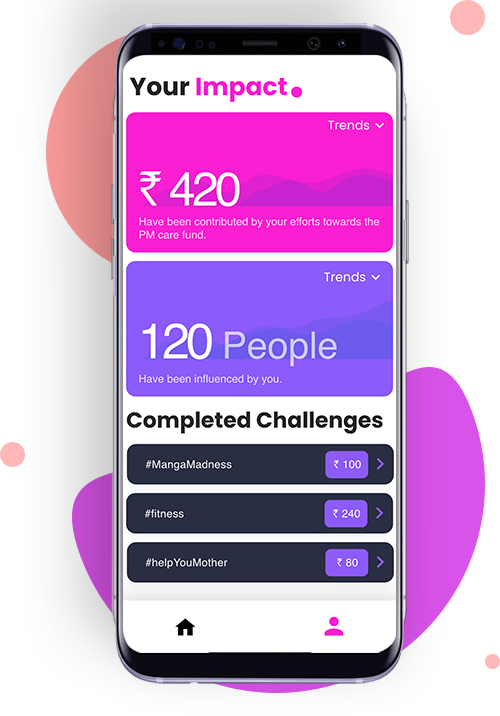 Your Impact.
Trends
₹ 420
Have been contributed by your efforts towards the
PM care fund.
Trends
120 People
Have been influenced by you.
Completed Challenges
#MangaMadness
₹ 100
#fitness
₹ 240
#helpYouMother
₹ 80